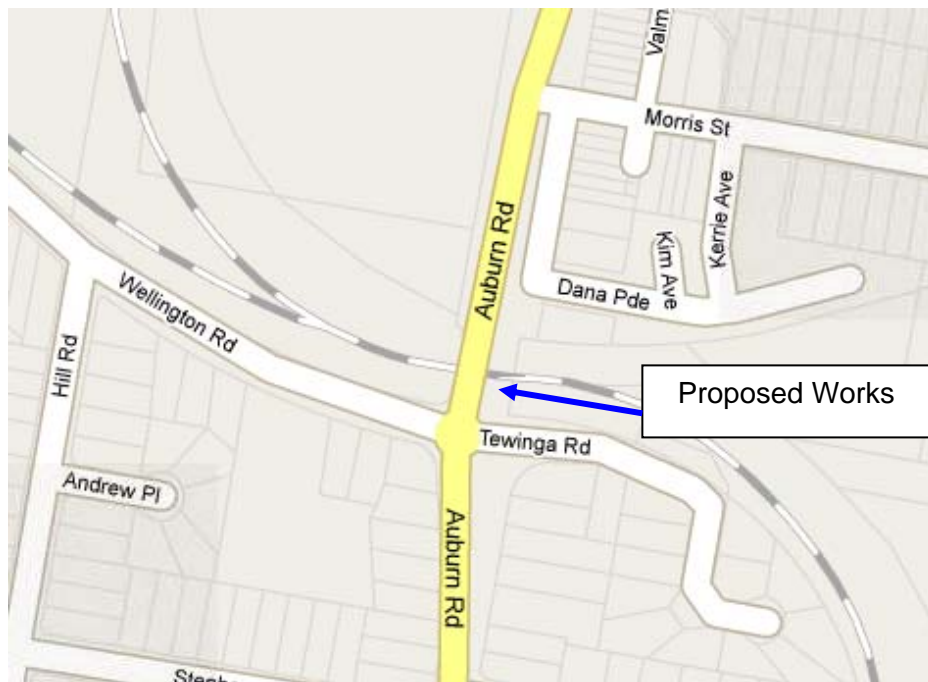 Valm
Morris St
Kerrie Ave
Kim Ave
Auburn Rd
Dana Pde
Wellington Rd
Hill Rd
Proposed Works
Tewinga Rd
Andrew Pl
Auburn Rd